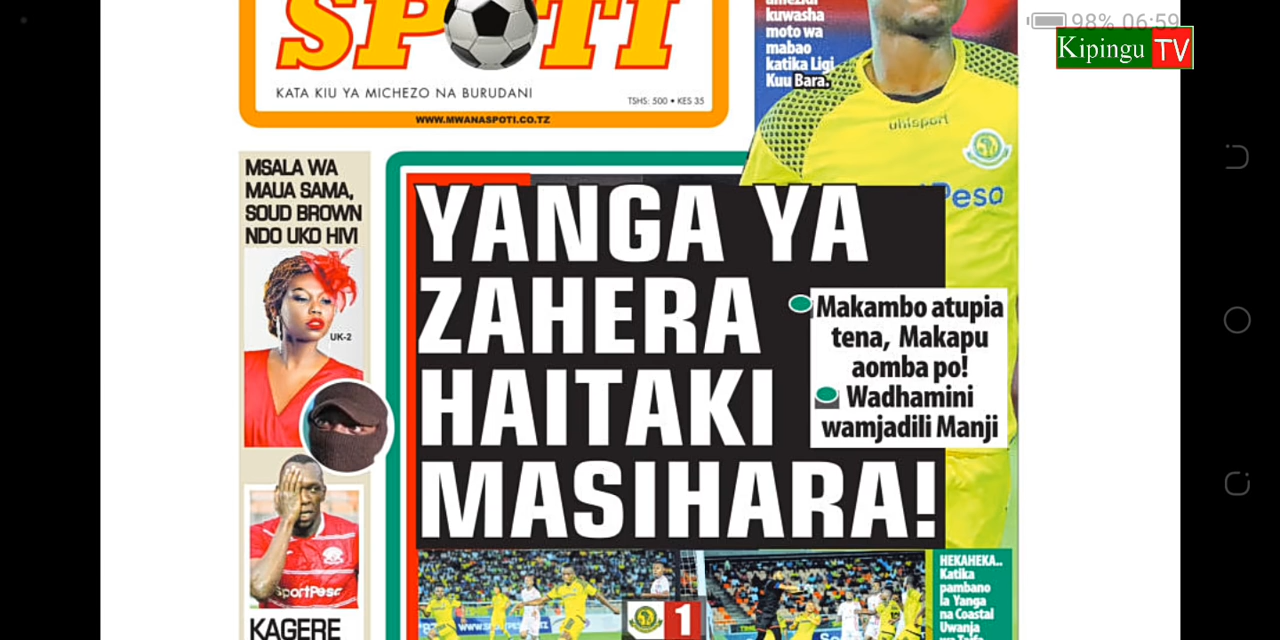 98% 06:59
Kipingu TV
SPOTI
KATA KIU YA MICHEZO NA BURUDANI
TSHS: 500 • KES 35
WWW.MWANASPOTI.CO.TZ
kuwasha
moto wa
mabao
katika Ligi
Kuu Bara.
uhlsport
Pesa
MSALA WA
MAUA SAMA,
SOUD BROWN
NDO UKO HIVI
UK-2
YANGA YA
ZAHERA
HAITAKI
MASIHARA!
Makambo atupia
tena, Makapu
aomba po!
Wadhamini
wamjadili Manji
SportPesa
KAGERE
1
HEKAHEKA..
Katika
pambano
la Yanga
na Coastal
Uwanja